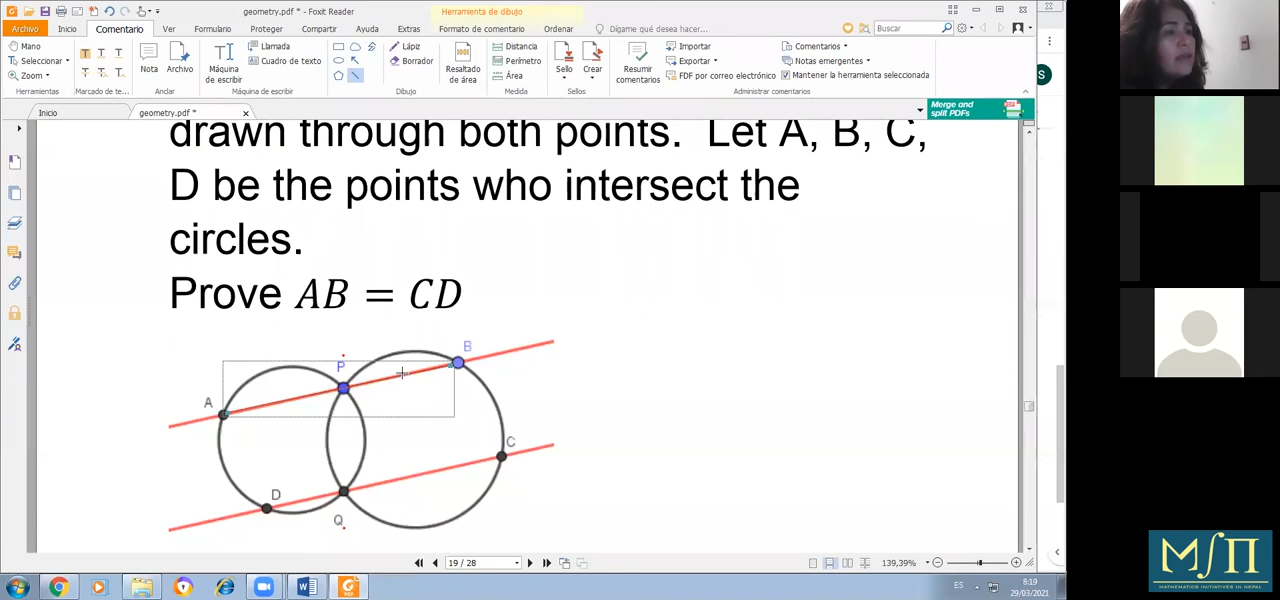 geometry.pdf * - Foxit Reader
Herramienta de dibujo
Archivo Inicio Comentario Ver Formulario Proteger Compartir Ayuda Extras Formato de comentario Ordenar Dígame qué desea hacer... Buscar
Mano
Seleccionar
Zoom
Herramientas
T T T
T T T
Marcado de te...
Nota
Archivo
Anclar
Máquina de escribir
Llamada
Cuadro de texto
Máquina de escribir
Lápiz
Borrador
Dibujo
Resaltado de área
Distancia
Perímetro
Área
Medida
Sello
Crear
Sellos
Resumir comentarios
Importar
Exportar
FDF por correo electrónico
Comentarios
Notas emergentes
Mantener la herramienta seleccionada
Administrar comentarios
Inicio
geometry.pdf *
Merge and
split PDFs
S
drawn through both points. Let A, B, C,
D be the points who intersect the
circles.
Prove AB = CD
B
P
A
C
D
Q
19 / 28
139,39%
ES
8:19
29/03/2021
M∫Π
MATHEMATICS INITIATIVES IN NEPAL